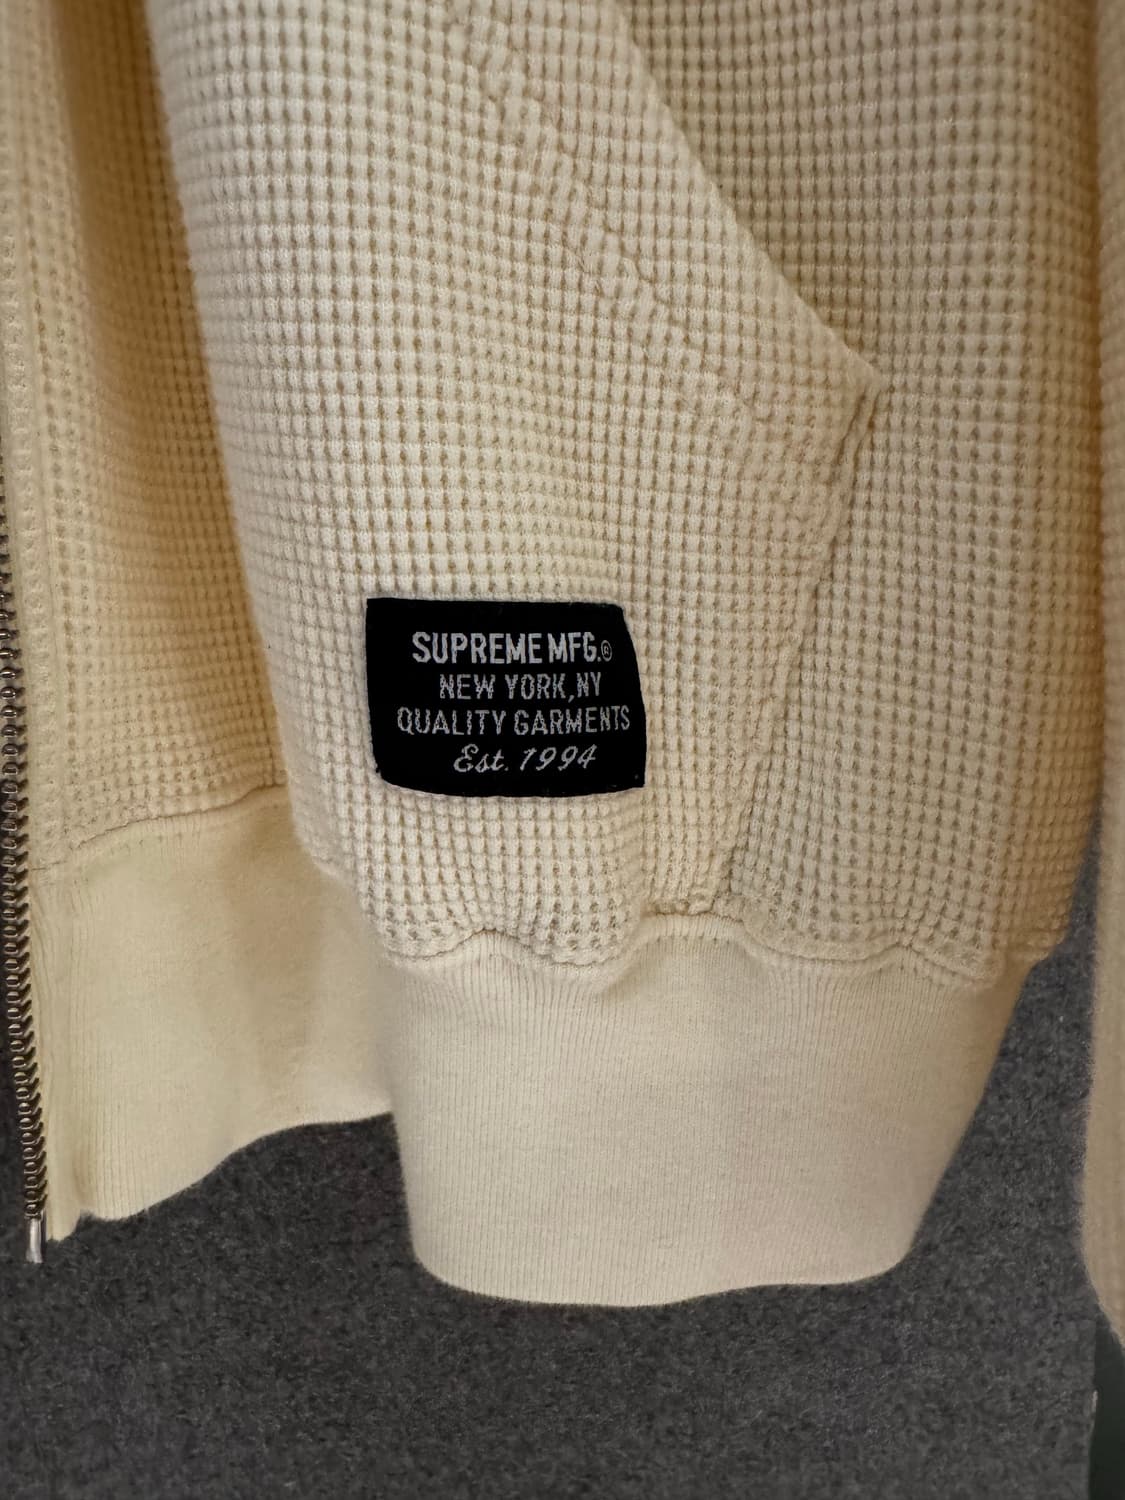 SUPREME MFG.®
NEW YORK, NY
QUALITY GARMENTS
Est. 1994